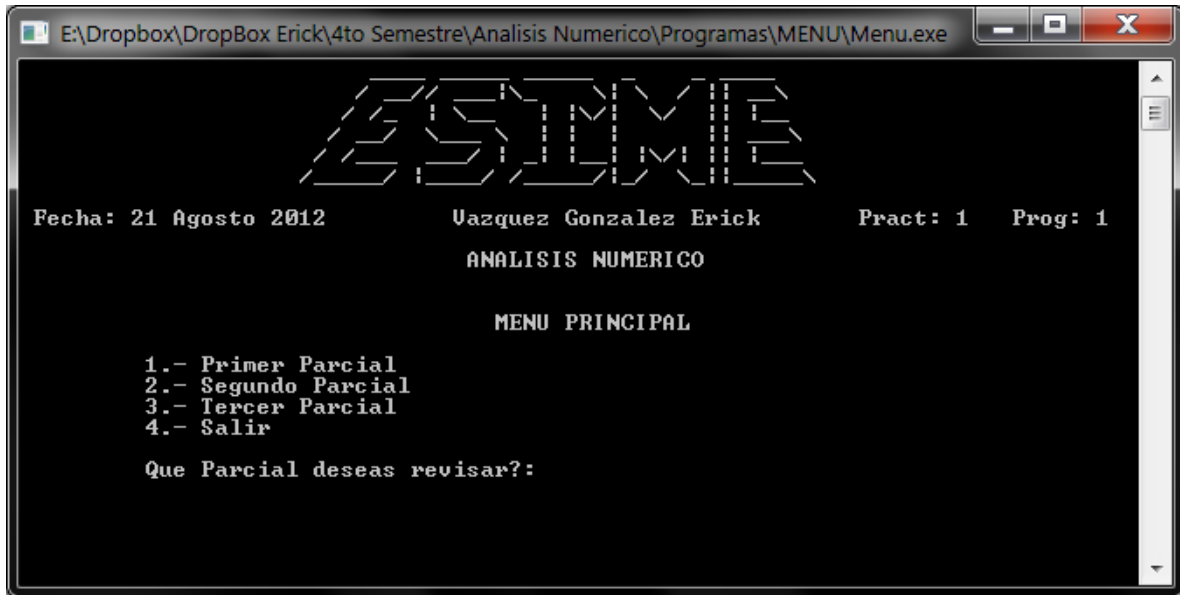 E:\Dropbox\DropBox Erick\4to Semestre\Analisis Numerico\Programas\MENU\Menu.exe
ESIME
Fecha: 21 Agosto 2012 Vazquez Gonzalez Erick Pract: 1 Prog: 1
ANALISIS NUMERICO
MENU PRINCIPAL
1.- Primer Parcial
2.- Segundo Parcial
3.- Tercer Parcial
4.- Salir
Que Parcial deseas revisar?: